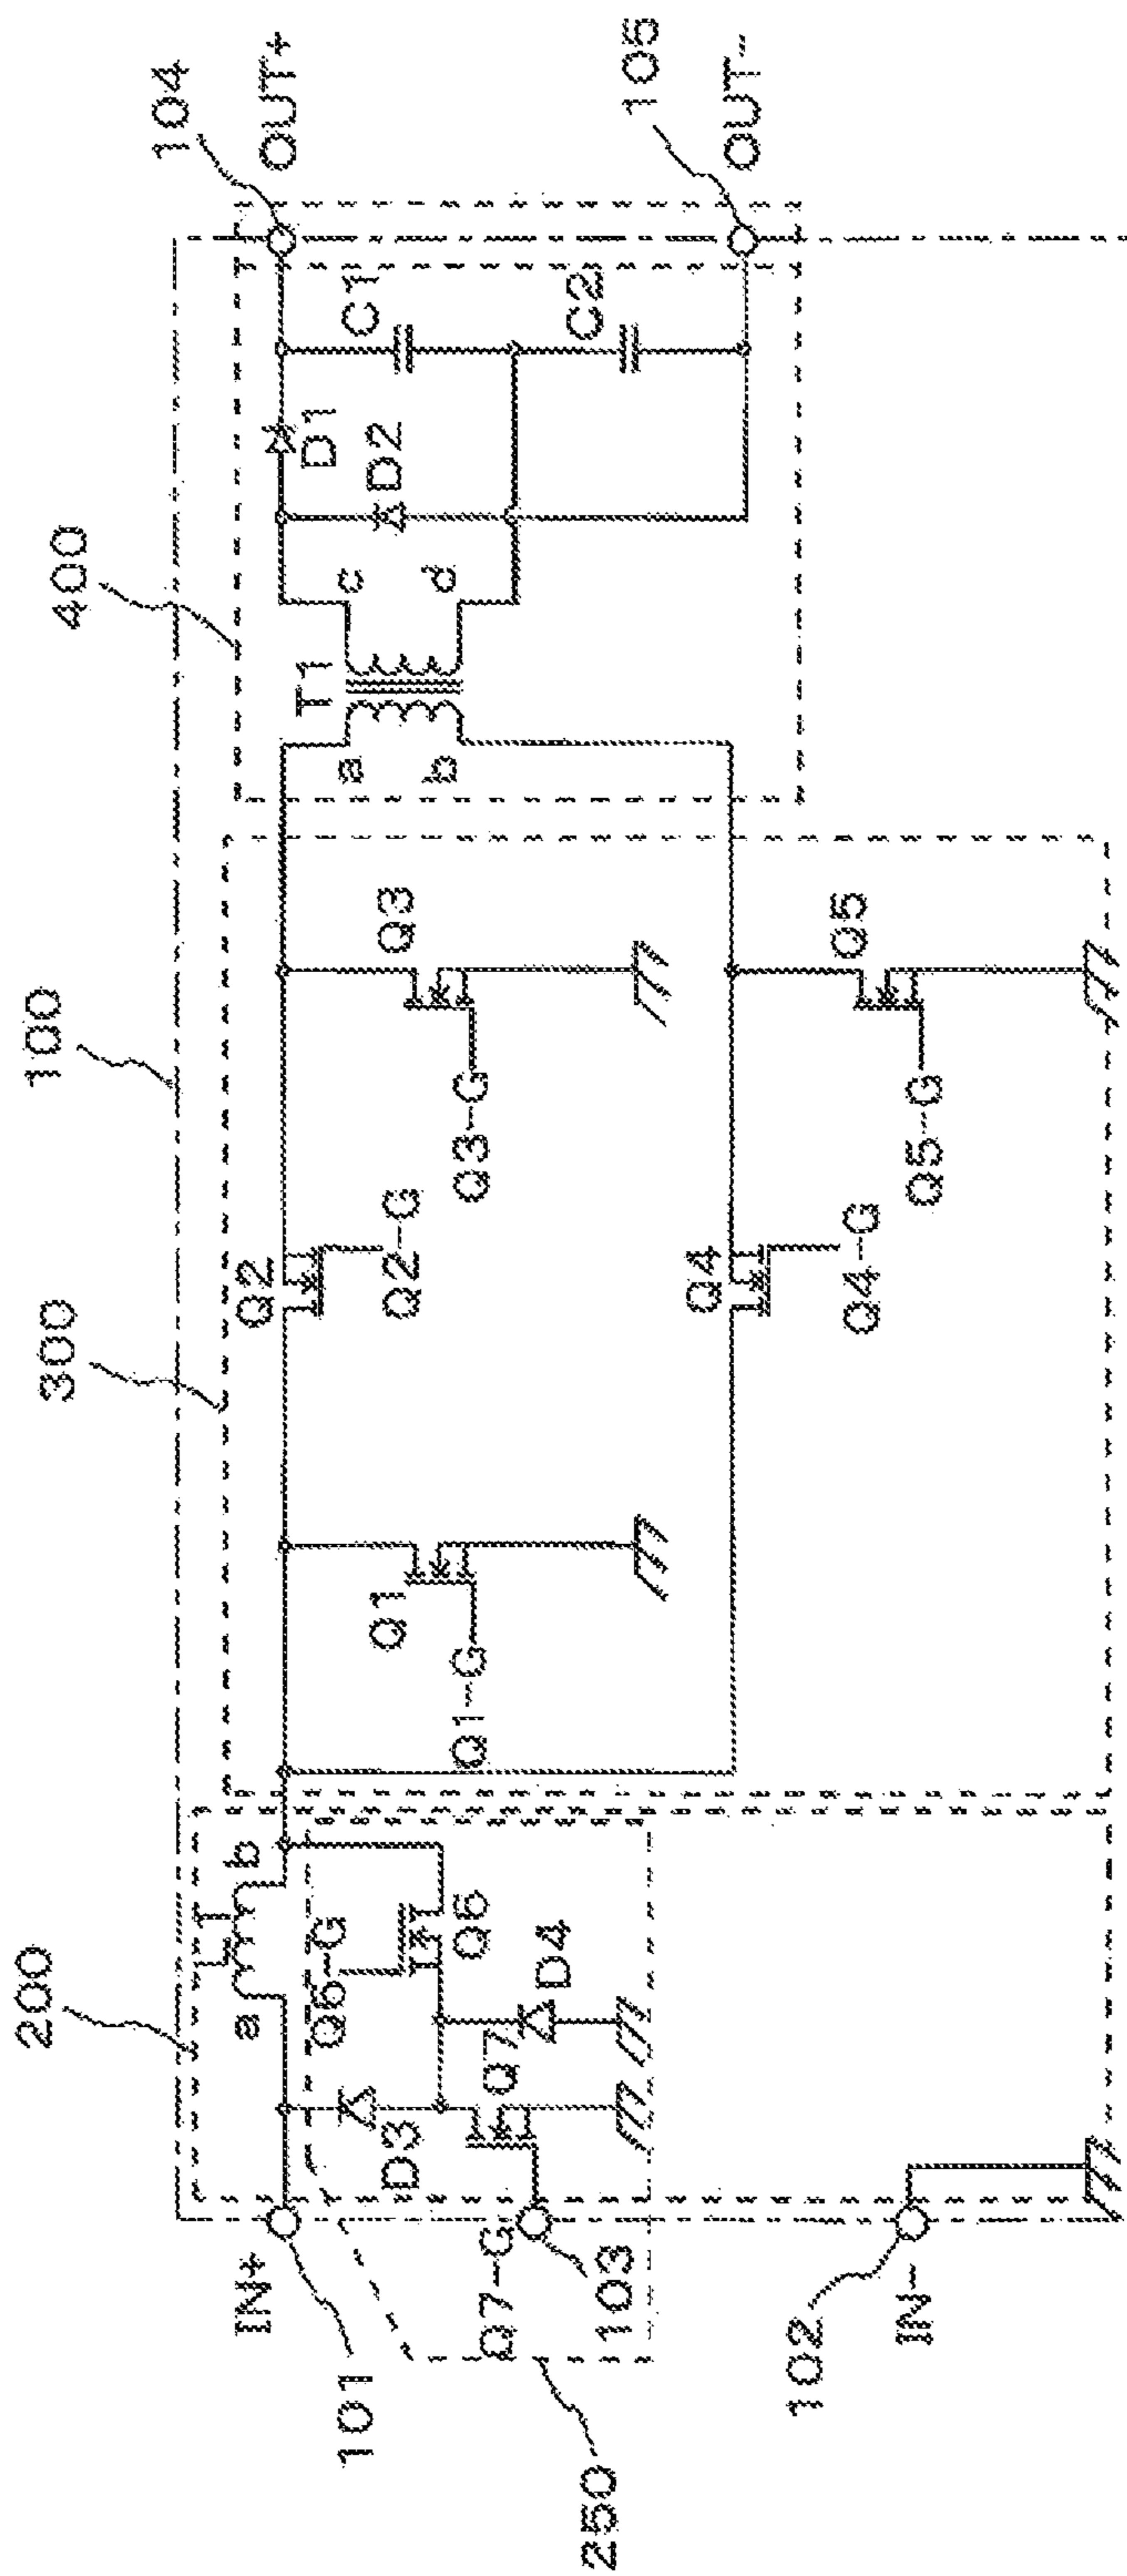 100
200
300
400
104
OUT+
105
OUT-
IN+
101
a
b
Q6-G
Q6
D3
D4
Q7
Q7-G
103
250
102
IN-
Q1
Q1-G
Q2
Q2-G
Q3
Q3-G
Q4
Q4-G
Q5
Q5-G
T1
a
b
c
d
D1
D2
C1
C2